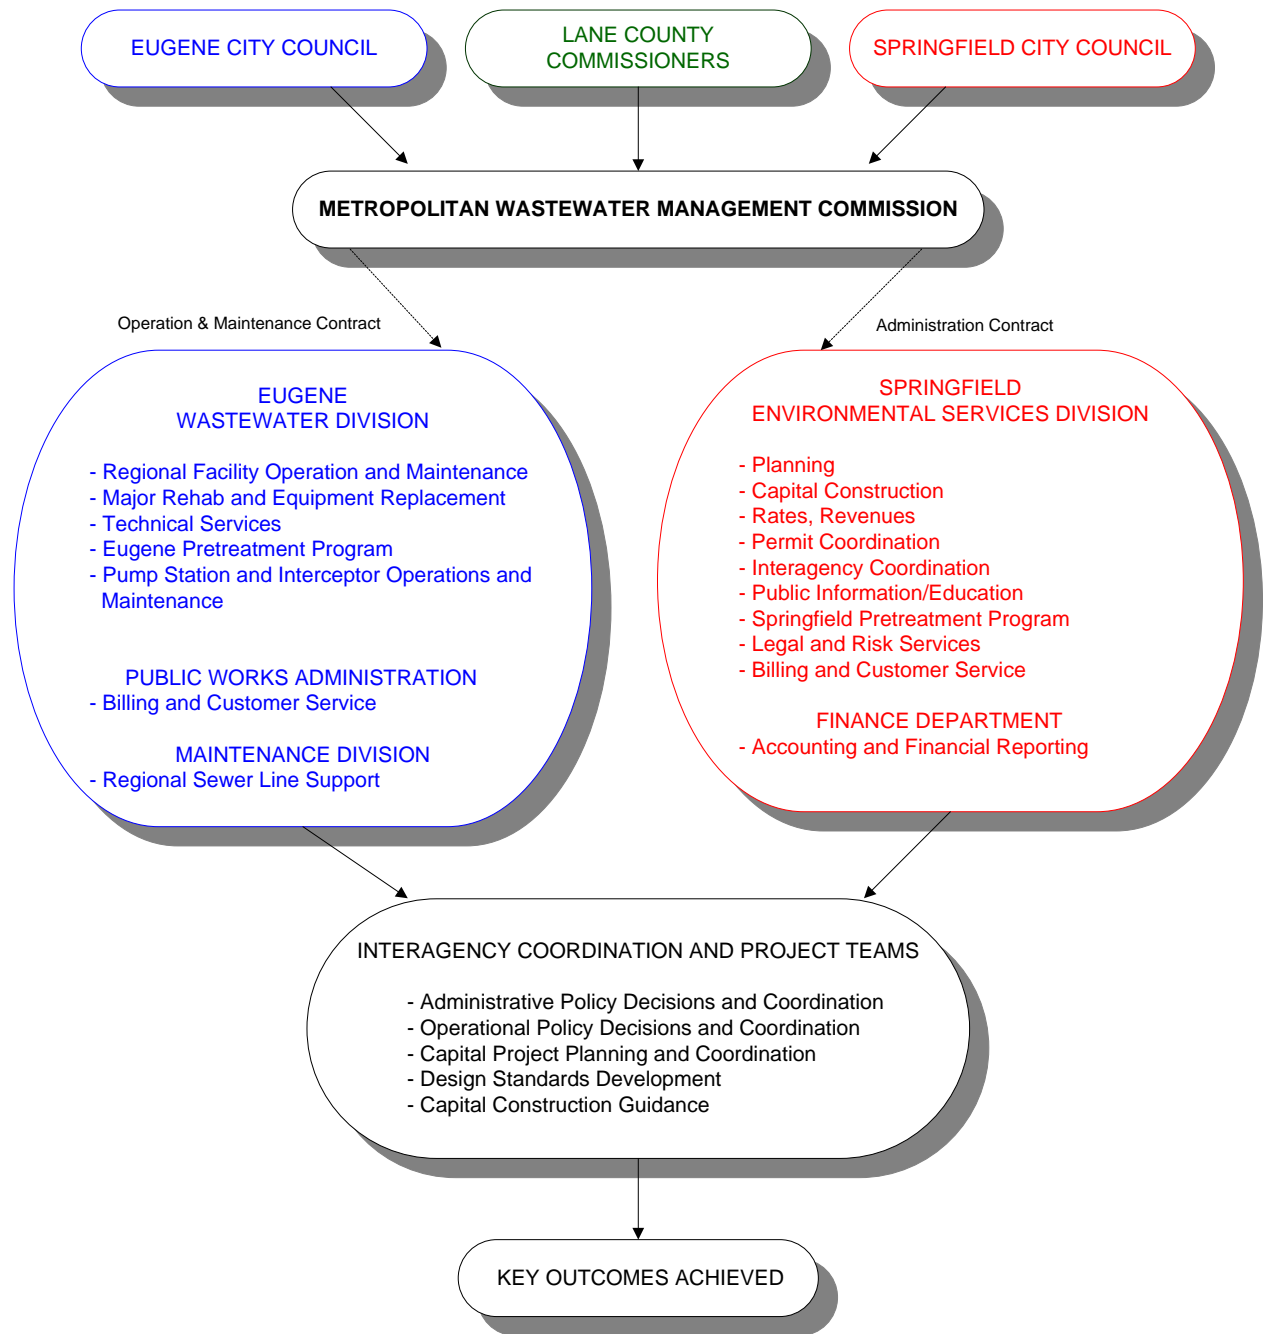 EUGENE CITY COUNCIL
LANE COUNTY
COMMISSIONERS
SPRINGFIELD CITY COUNCIL
METROPOLITAN WASTEWATER MANAGEMENT COMMISSION
Operation & Maintenance Contract
Administration Contract
EUGENE
WASTEWATER DIVISION
- Regional Facility Operation and Maintenance
- Major Rehab and Equipment Replacement
- Technical Services
- Eugene Pretreatment Program
- Pump Station and Interceptor Operations and
Maintenance
PUBLIC WORKS ADMINISTRATION
- Billing and Customer Service
MAINTENANCE DIVISION
- Regional Sewer Line Support
SPRINGFIELD
ENVIRONMENTAL SERVICES DIVISION
- Planning
- Capital Construction
- Rates, Revenues
- Permit Coordination
- Interagency Coordination
- Public Information/Education
- Springfield Pretreatment Program
- Legal and Risk Services
- Billing and Customer Service
FINANCE DEPARTMENT
- Accounting and Financial Reporting
INTERAGENCY COORDINATION AND PROJECT TEAMS
- Administrative Policy Decisions and Coordination
- Operational Policy Decisions and Coordination
- Capital Project Planning and Coordination
- Design Standards Development
- Capital Construction Guidance
KEY OUTCOMES ACHIEVED